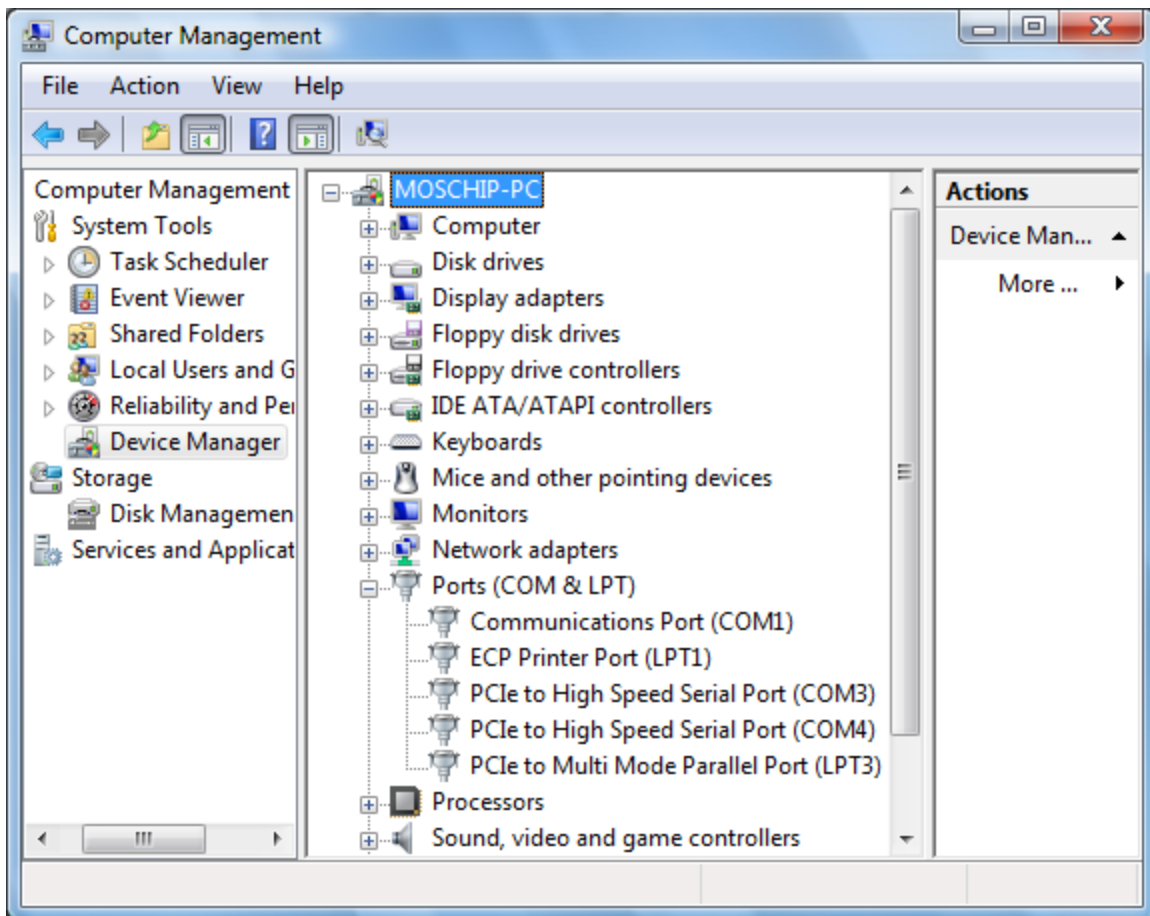 Computer Management
File Action View Help
Computer Management
System Tools
Task Scheduler
Event Viewer
Shared Folders
Local Users and G
Reliability and Per
Device Manager
Storage
Disk Managemen
Services and Applicat
MOSCHIP-PC
Computer
Disk drives
Display adapters
Floppy disk drives
Floppy drive controllers
IDE ATA/ATAPI controllers
Keyboards
Mice and other pointing devices
Monitors
Network adapters
Ports (COM & LPT)
Communications Port (COM1)
ECP Printer Port (LPT1)
PCIe to High Speed Serial Port (COM3)
PCIe to High Speed Serial Port (COM4)
PCIe to Multi Mode Parallel Port (LPT3)
Processors
Sound, video and game controllers
Actions
Device Man...
More ...